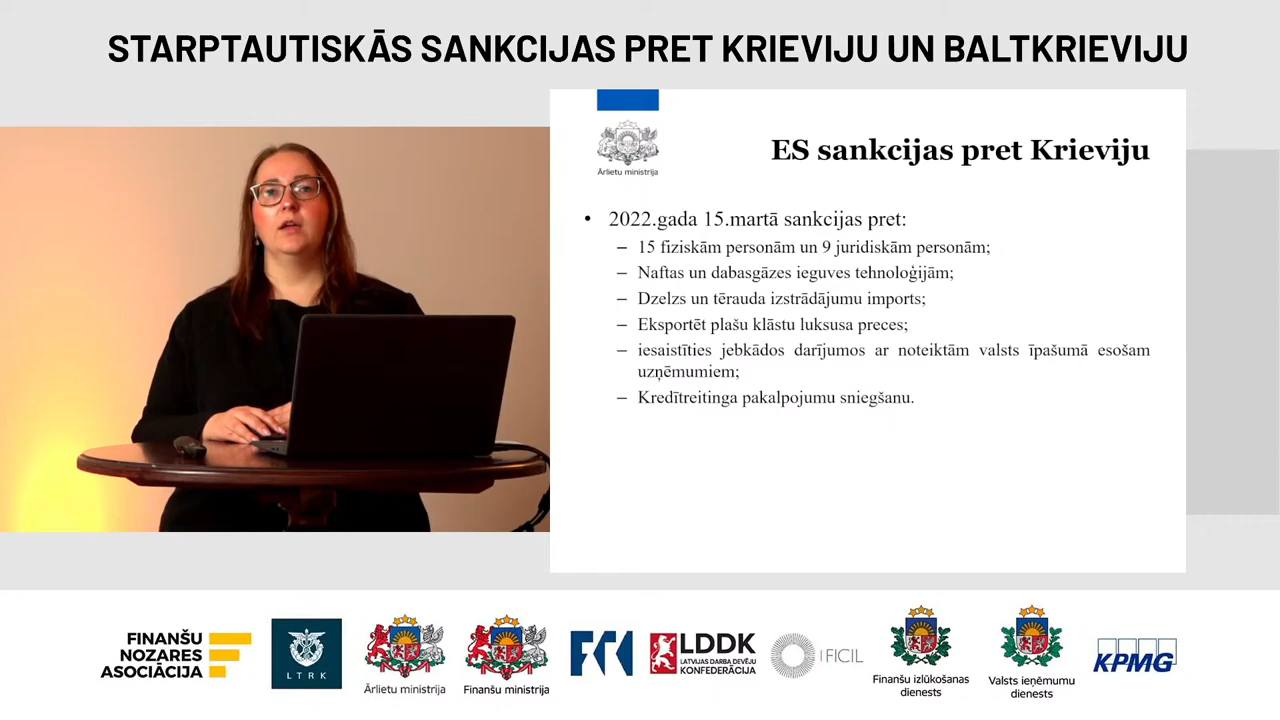 STARPTAUTISKĀS SANKCIJAS PRET KRIEVIJU UN BALTKRIEVIJU
Ārlietu ministrija
ES sankcijas pret Krieviju
• 2022.gada 15.martā sankcijas pret:
– 15 fiziskām personām un 9 juridiskām personām;
– Naftas un dabasgāzes ieguves tehnoloģijām;
– Dzelzs un tērauda izstrādājumu imports;
– Eksportēt plašu klāstu luksusa preces;
– iesaistīties jebkādos darījumos ar noteiktām valsts īpašumā esošam
uzņēmumiem;
– Kredītreitinga pakalpojumu sniegšanu.
FINANŠU
NOZARES
ASOCIĀCIJA
LTRK
Ārlietu ministrija
Finanšu ministrija
LDDK
LATVIJAS DARBA DEVĒJU
KONFEDERĀCIJA
FICIL
Finanšu izlūkošanas
dienests
Valsts ieņēmumu
dienests
KPMG